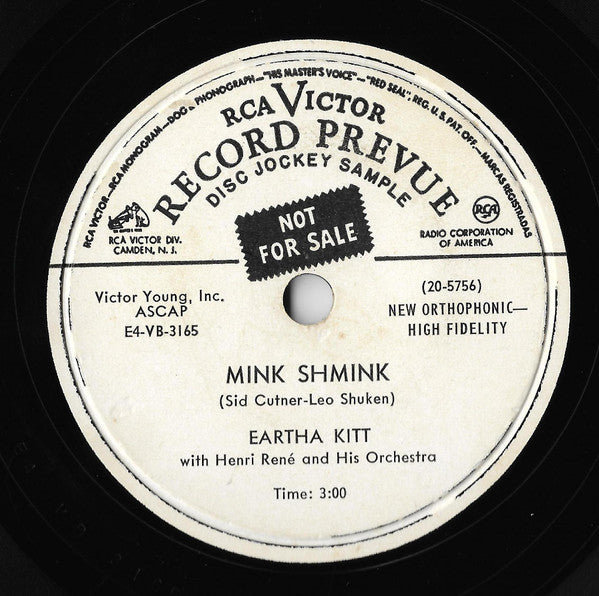 RCA VICTOR—RCA MONOGRAM—DOG & PHONOGRAPH—"HIS MASTER'S VOICE"—"RED SEAL", REG. U. S. PAT. OFF.—MARCAS REGISTRADAS
RCA VICTOR
RECORD PREVUE
DISC JOCKEY SAMPLE
NOT
FOR SALE
RCA VICTOR DIV.
CAMDEN, N. J.
RCA
RADIO CORPORATION
OF AMERICA
Victor Young, Inc.
ASCAP
E4-VB-3165
(20-5756)
NEW ORTHOPHONIC—
HIGH FIDELITY
MINK SHMINK
(Sid Cutner-Leo Shuken)
EARTHA KITT
with Henri René and His Orchestra
Time: 3:00